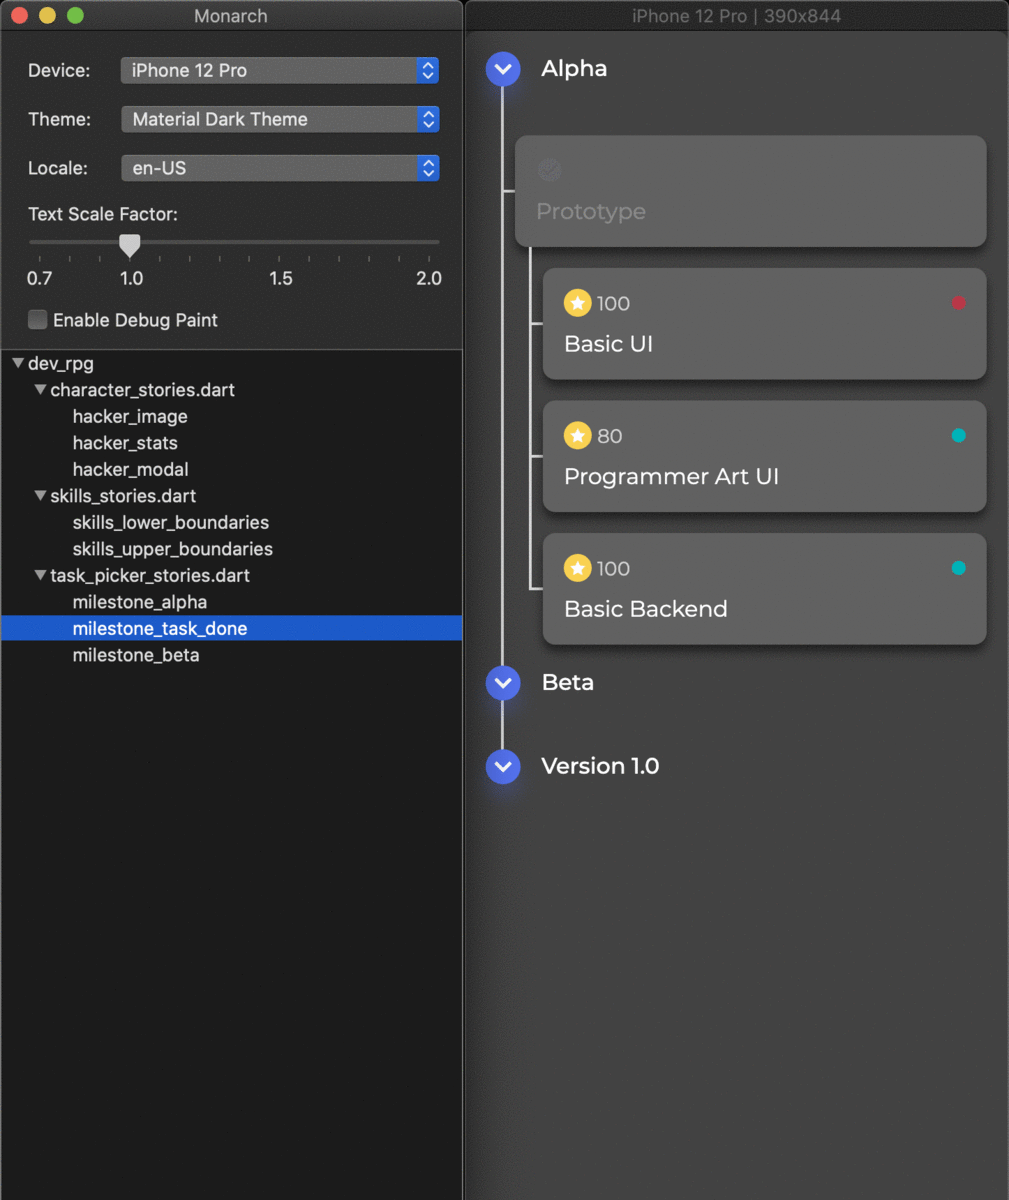 Monarch
Device:
iPhone 12 Pro
Theme:
Material Dark Theme
Locale:
en-US
Text Scale Factor:
0.7
1.0
1.5
2.0
Enable Debug Paint
dev_rpg
character_stories.dart
hacker_image
hacker_stats
hacker_modal
skills_stories.dart
skills_lower_boundaries
skills_upper_boundaries
task_picker_stories.dart
milestone_alpha
milestone_task_done
milestone_beta
iPhone 12 Pro | 390x844
Alpha
Prototype
100
Basic UI
80
Programmer Art UI
100
Basic Backend
Beta
Version 1.0